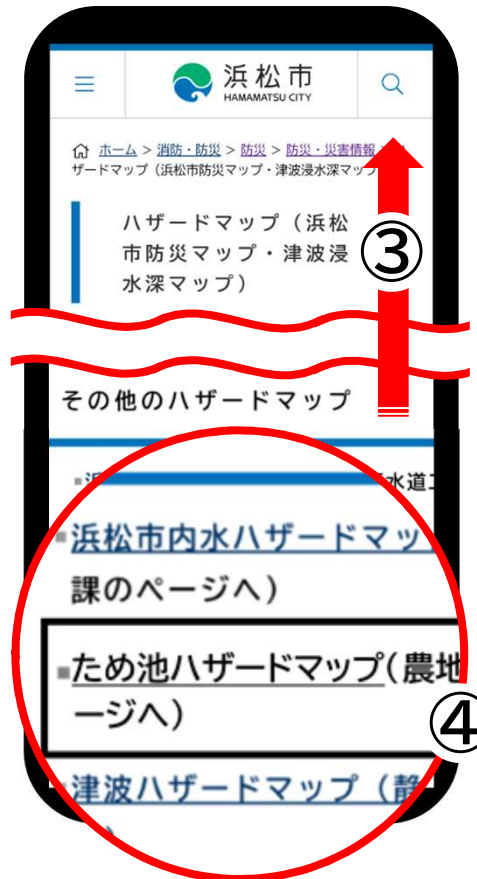 浜松市
HAMAMATSU CITY
ホーム > 消防・防災 > 防災 > 防災・災害情報
ザードマップ（浜松市防災マップ・津波浸水深マップ
ハザードマップ（浜松
市防災マップ・津波浸
水深マップ）
③
その他のハザードマップ
水道
浜松市内水ハザードマッ
課のページへ）
ため池ハザードマップ(農地
ージへ）
④
津波ハザードマップ（静